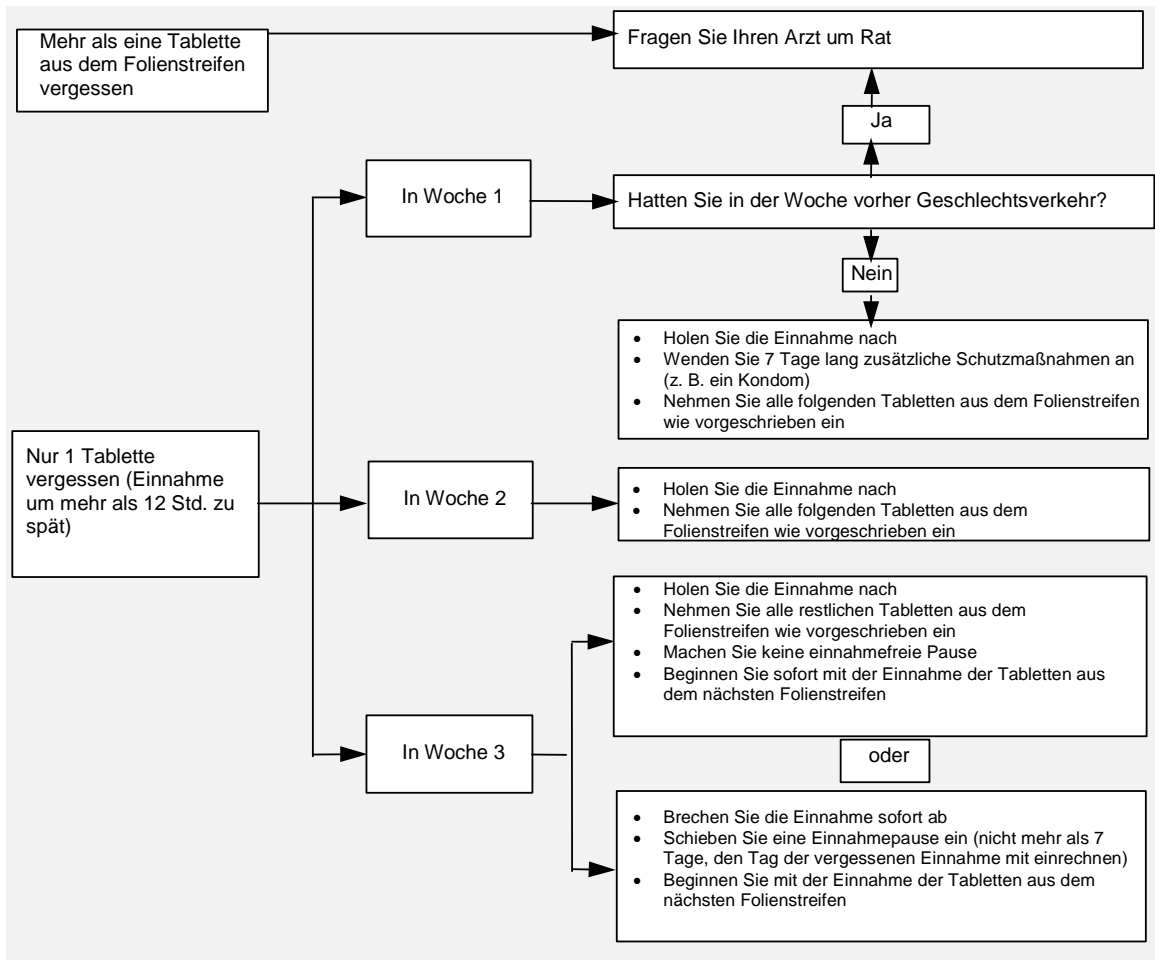 Mehr als eine Tablette
aus dem Folienstreifen
vergessen
Fragen Sie Ihren Arzt um Rat
Ja
In Woche 1
Hatten Sie in der Woche vorher Geschlechtsverkehr?
Nein
• Holen Sie die Einnahme nach
• Wenden Sie 7 Tage lang zusätzliche Schutzmaßnahmen an
(z. B. ein Kondom)
• Nehmen Sie alle folgenden Tabletten aus dem Folienstreifen
wie vorgeschrieben ein
Nur 1 Tablette
vergessen (Einnahme
um mehr als 12 Std. zu
spät)
In Woche 2
• Holen Sie die Einnahme nach
• Nehmen Sie alle folgenden Tabletten aus dem
Folienstreifen wie vorgeschrieben ein
• Holen Sie die Einnahme nach
• Nehmen Sie alle restlichen Tabletten aus dem
Folienstreifen wie vorgeschrieben ein
• Machen Sie keine einnahmefreie Pause
• Beginnen Sie sofort mit der Einnahme der Tabletten aus
dem nächsten Folienstreifen
In Woche 3
oder
• Brechen Sie die Einnahme sofort ab
• Schieben Sie eine Einnahmepause ein (nicht mehr als 7
Tage, den Tag der vergessenen Einnahme mit einrechnen)
• Beginnen Sie mit der Einnahme der Tabletten aus dem
nächsten Folienstreifen